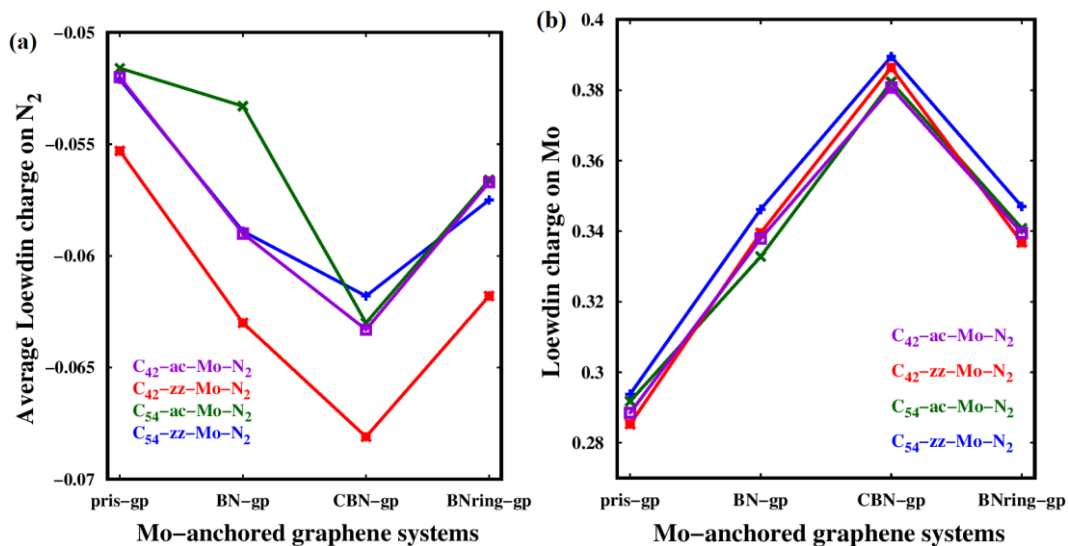 (a)
Average Loewdin charge on N₂
−0.05
−0.055
−0.06
−0.065
−0.07
C₄₂−ac−Mo−N₂
C₄₂−zz−Mo−N₂
C₅₄−ac−Mo−N₂
C₅₄−zz−Mo−N₂
pris−gp BN−gp CBN−gp BNring−gp
Mo−anchored graphene systems
(b)
Loewdin charge on Mo
0.4
0.38
0.36
0.34
0.32
0.3
0.28
C₄₂−ac−Mo−N₂
C₄₂−zz−Mo−N₂
C₅₄−ac−Mo−N₂
C₅₄−zz−Mo−N₂
pris−gp BN−gp CBN−gp BNring−gp
Mo−anchored graphene systems